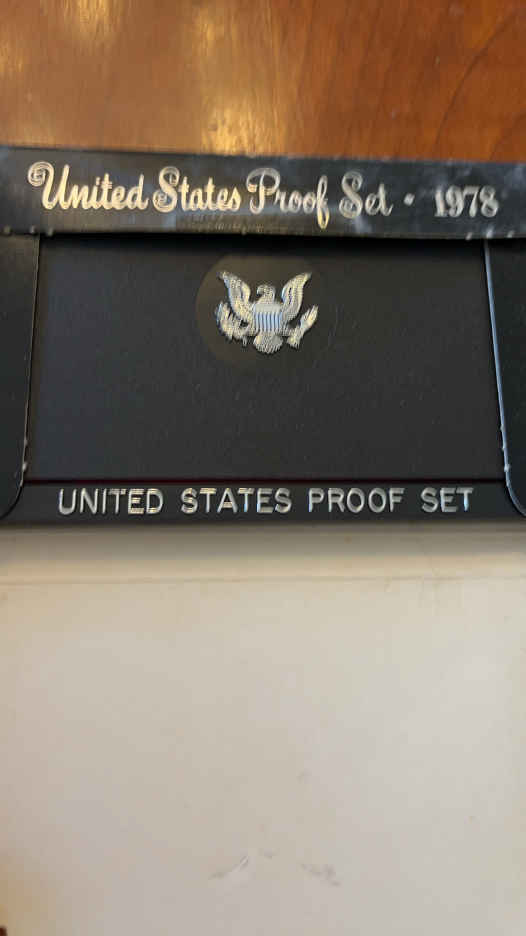 United States Proof Set • 1978
UNITED STATES PROOF SET